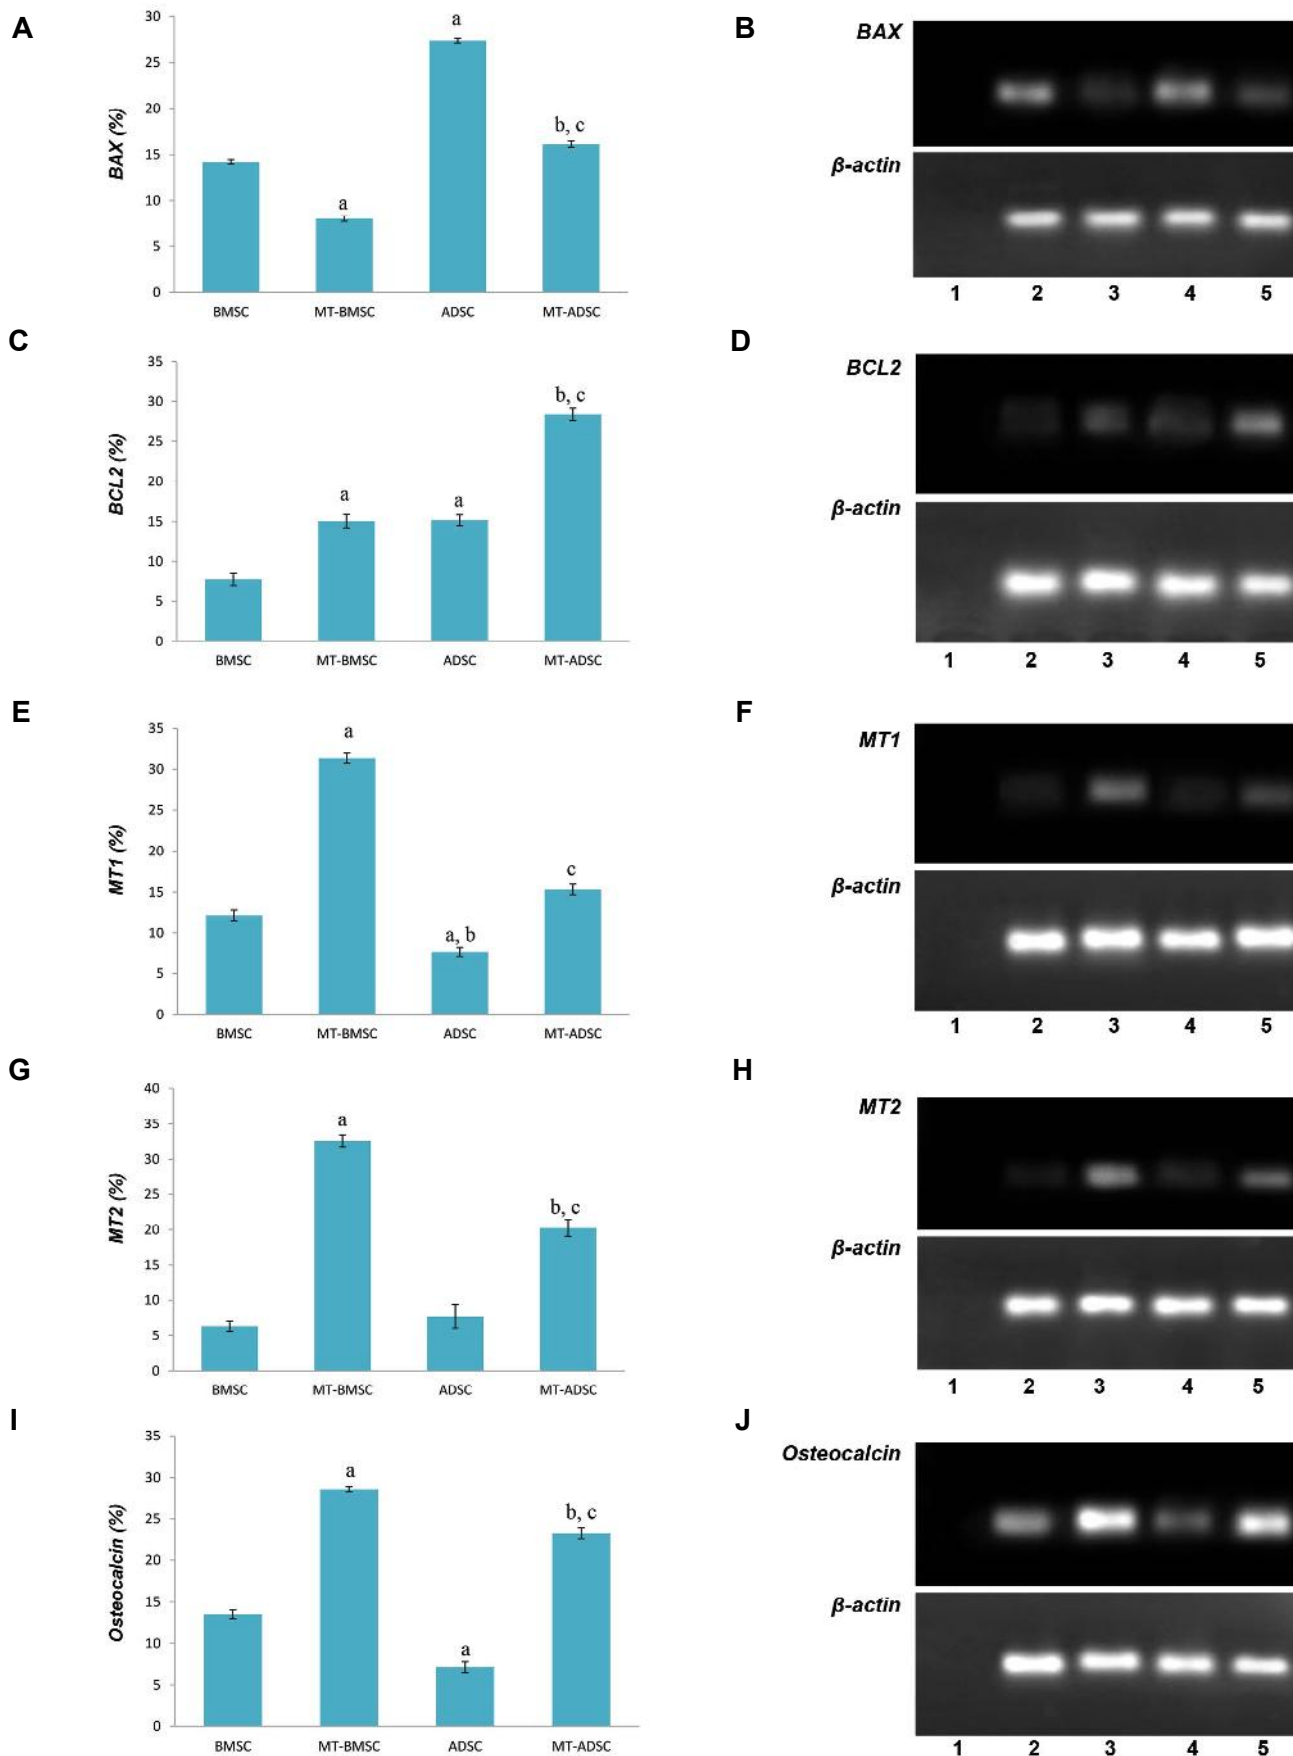 A
BAX (%)
30
25
20
15
10
5
0
a
a
b, c
BMSC
MT-BMSC
ADSC
MT-ADSC
B
BAX
β-actin
1 2 3 4 5
C
BCL2 (%)
35
30
25
20
15
10
5
0
a
a
b, c
BMSC
MT-BMSC
ADSC
MT-ADSC
D
BCL2
β-actin
1 2 3 4 5
E
MT1 (%)
35
30
25
20
15
10
5
0
a
a, b
c
BMSC
MT-BMSC
ADSC
MT-ADSC
F
MT1
β-actin
1 2 3 4 5
G
MT2 (%)
40
35
30
25
20
15
10
5
0
a
b, c
BMSC
MT-BMSC
ADSC
MT-ADSC
H
MT2
β-actin
1 2 3 4 5
I
Osteocalcin (%)
35
30
25
20
15
10
5
0
a
a
b, c
BMSC
MT-BMSC
ADSC
MT-ADSC
J
Osteocalcin
β-actin
1 2 3 4 5